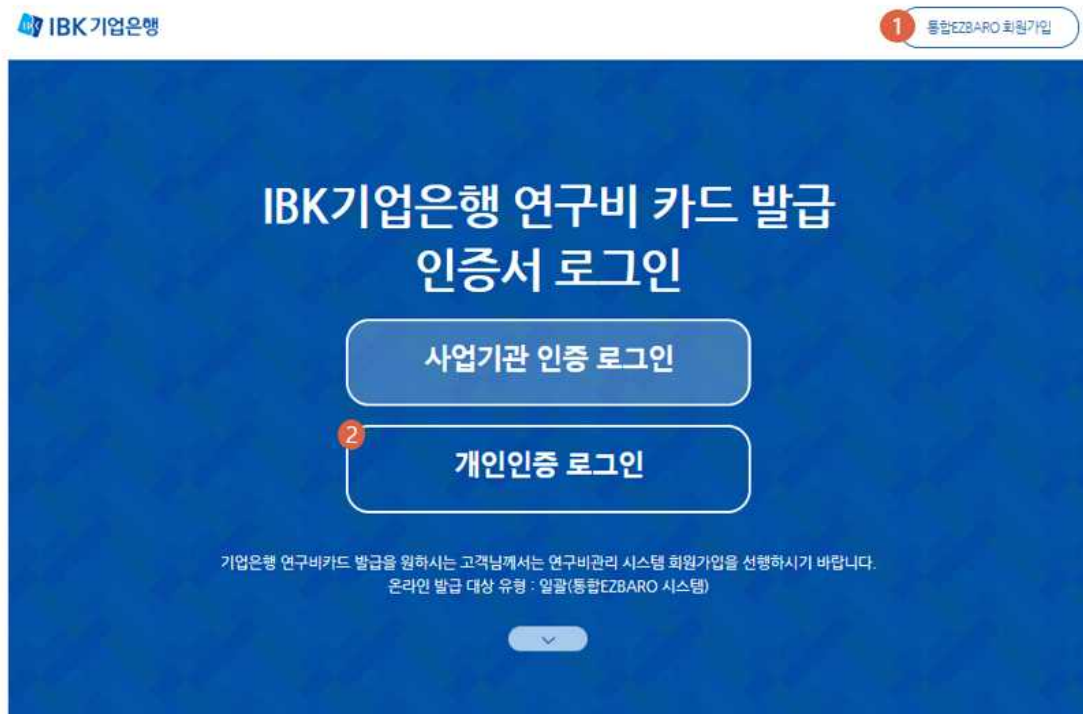 IBK기업은행
1 통합EZBARO 회원가입
IBK기업은행 연구비 카드 발급
인증서 로그인
사업기관 인증 로그인
2
개인인증 로그인
기업은행 연구비카드 발급을 원하시는 고객님께서는 연구비관리 시스템 회원가입을 선행하시기 바랍니다.
온라인 발급 대상 유형 : 일괄(통합EZBARO 시스템)